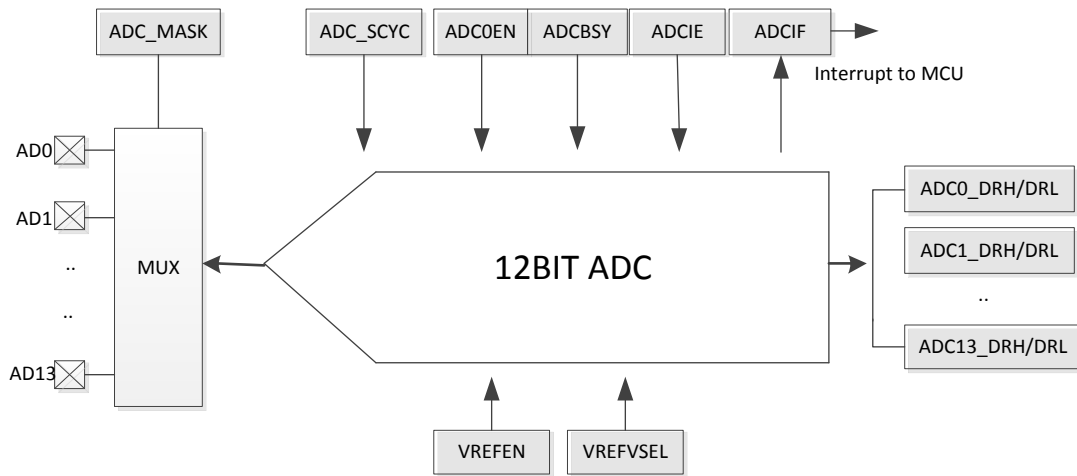 ADC_MASK
ADC_SCYC
ADC0EN
ADCBSY
ADCIE
ADCIF
Interrupt to MCU
AD0
AD1
..
..
AD13
MUX
12BIT ADC
ADC0_DRH/DRL
ADC1_DRH/DRL
..
ADC13_DRH/DRL
VREFEN
VREFVSEL